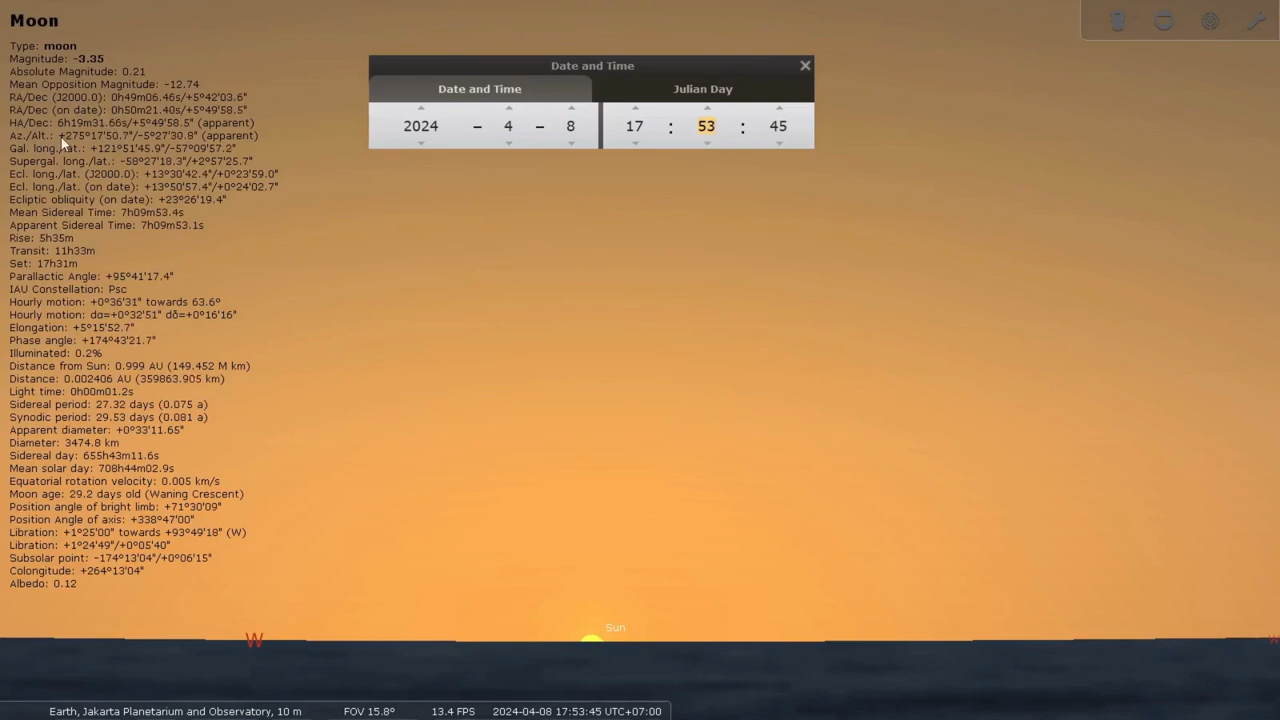 Moon
Type: moon
Magnitude: -3.35
Absolute Magnitude: 0.21
Mean Opposition Magnitude: -12.74
RA/Dec (J2000.0): 0h49m06.46s/+5°42'03.6"
RA/Dec (on date): 0h50m21.40s/+5°49'58.5"
HA/Dec: 6h19m31.66s/+5°49'58.5" (apparent)
Az./Alt.: +275°17'50.7"/-5°27'30.8" (apparent)
Gal. long./lat.: +121°51'45.9"/-57°09'57.2"
Supergal. long./lat.: -58°27'18.3"/+2°57'25.7"
Ecl. long./lat. (J2000.0): +13°30'42.4"/+0°23'59.0"
Ecl. long./lat. (on date): +13°50'57.4"/+0°24'02.7"
Ecliptic obliquity (on date): +23°26'19.4"
Mean Sidereal Time: 7h09m53.4s
Apparent Sidereal Time: 7h09m53.1s
Rise: 5h35m
Transit: 11h33m
Set: 17h31m
Parallactic Angle: +95°41'17.4"
IAU Constellation: Psc
Hourly motion: +0°36'31" towards 63.6°
Hourly motion: dα=+0°32'51" dδ=+0°16'16"
Elongation: +5°15'52.7"
Phase angle: +174°43'21.7"
Illuminated: 0.2%
Distance from Sun: 0.999 AU (149.452 M km)
Distance: 0.002406 AU (359863.905 km)
Light time: 0h00m01.2s
Sidereal period: 27.32 days (0.075 a)
Synodic period: 29.53 days (0.081 a)
Apparent diameter: +0°33'11.65"
Diameter: 3474.8 km
Sidereal day: 655h43m11.6s
Mean solar day: 708h44m02.9s
Equatorial rotation velocity: 0.005 km/s
Moon age: 29.2 days old (Waning Crescent)
Position angle of bright limb: +71°30'09"
Position Angle of axis: +338°47'00"
Libration: +1°25'00" towards +93°49'18" (W)
Libration: +1°24'49"/+0°05'40"
Subsolar point: -174°13'04"/+0°06'15"
Colongitude: +264°13'04"
Albedo: 0.12
Date and Time
Date and Time Julian Day
2024 - 4 - 8 17 : 53 : 45
Sun
W
Earth, Jakarta Planetarium and Observatory, 10 m FOV 15.8° 13.4 FPS 2024-04-08 17:53:45 UTC+07:00